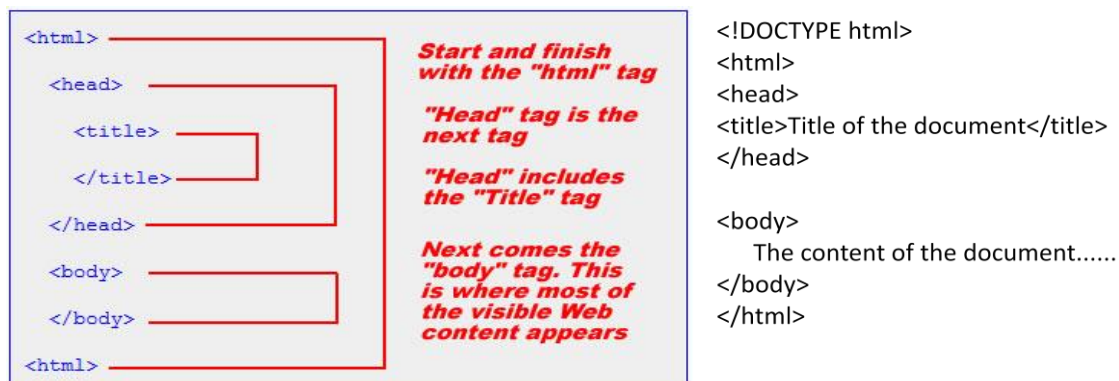 <html>
<head>
<title>
</title>
</head>
<body>
</body>
<html>
Start and finish
with the "html" tag
"Head" tag is the
next tag
"Head" includes
the "Title" tag
Next comes the
"body" tag. This
is where most of
the visible Web
content appears
<!DOCTYPE html>
<html>
<head>
<title>Title of the document</title>
</head>
<body>
The content of the document......
</body>
</html>